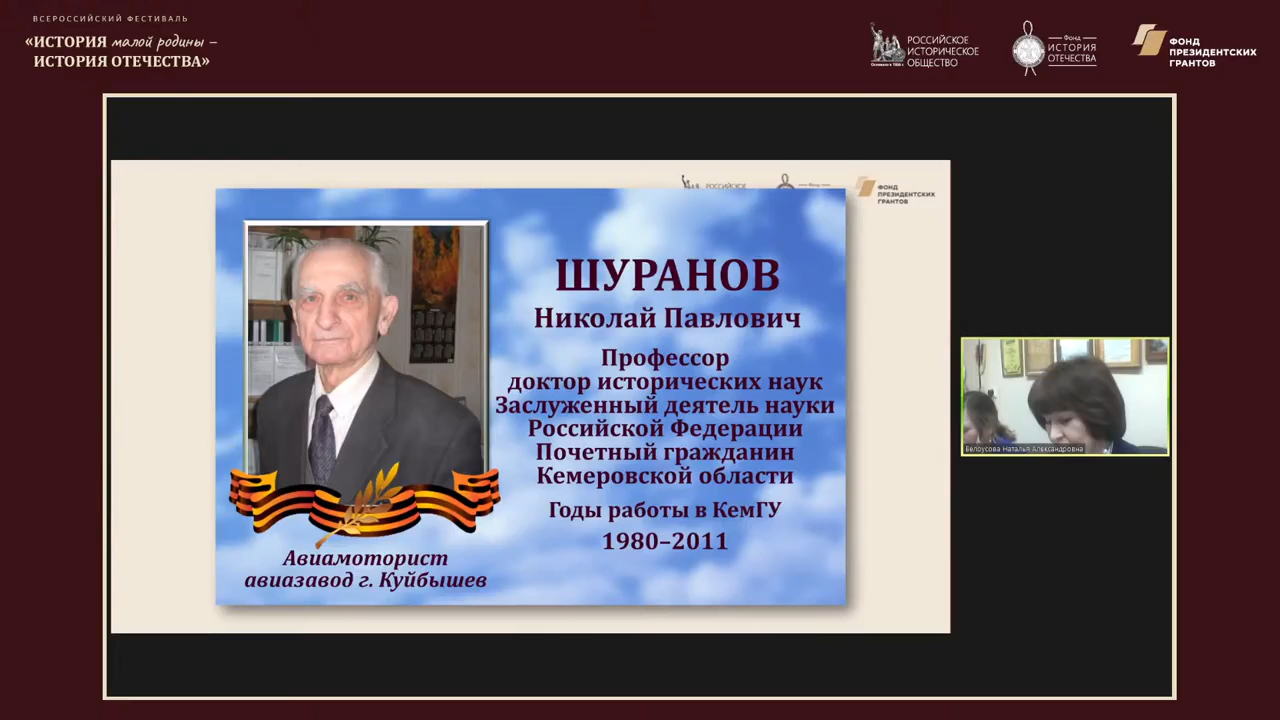 ВСЕРОССИЙСКИЙ ФЕСТИВАЛЬ
«ИСТОРИЯ малой родины –
ИСТОРИЯ ОТЕЧЕСТВА»
РОССИЙСКОЕ
ИСТОРИЧЕСКОЕ
ОБЩЕСТВО
Фонд
ИСТОРИЯ
ОТЕЧЕСТВА
ФОНД
ПРЕЗИДЕНТСКИХ
ГРАНТОВ
РОССИЙСКОЕ
ФОНД
ПРЕЗИДЕНТСКИХ
ГРАНТОВ
ШУРАНОВ
Николай Павлович
Профессор
доктор исторических наук
Заслуженный деятель науки
Российской Федерации
Почетный гражданин
Кемеровской области
Годы работы в КемГУ
1980–2011
Авиамоторист
авиазавод г. Куйбышев
Белоусова Наталья Александровна